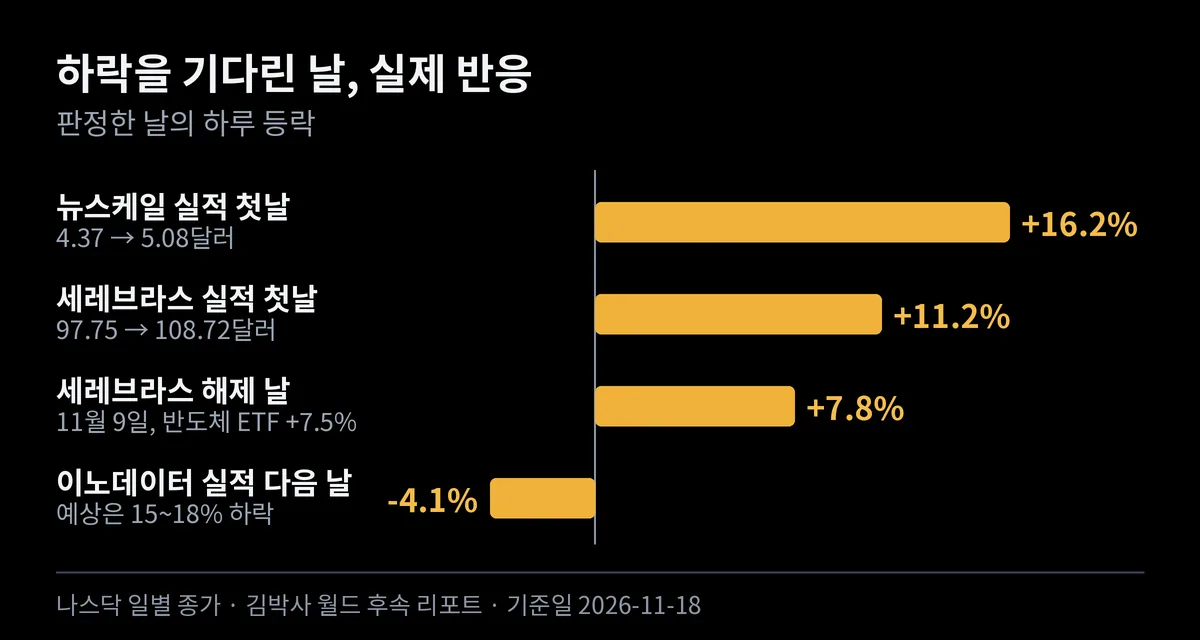 하락을 기다린 날, 실제 반응
판정한 날의 하루 등락
뉴스케일 실적 첫날
4.37 → 5.08달러
+16.2%
세레브라스 실적 첫날
97.75 → 108.72달러
+11.2%
세레브라스 해제 날
11월 9일, 반도체 ETF +7.5%
+7.8%
이노데이터 실적 다음 날
예상은 15~18% 하락
-4.1%
나스닥 일별 종가 · 김박사 월드 후속 리포트 · 기준일 2026-11-18